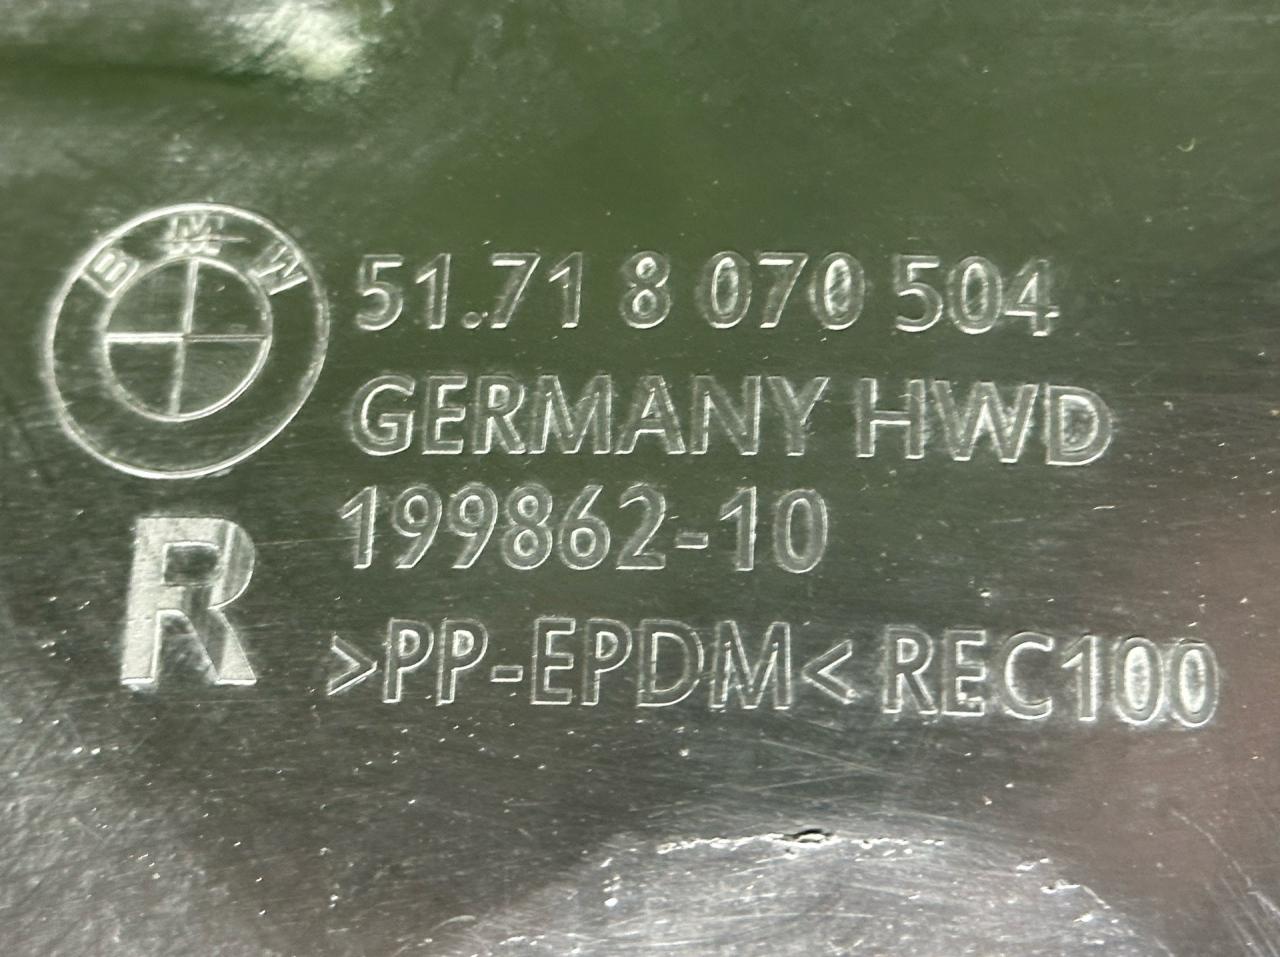 BMW
51.71 8 070 504
GERMANY HWD
199862-10
R
>PP-EPDM< REC100